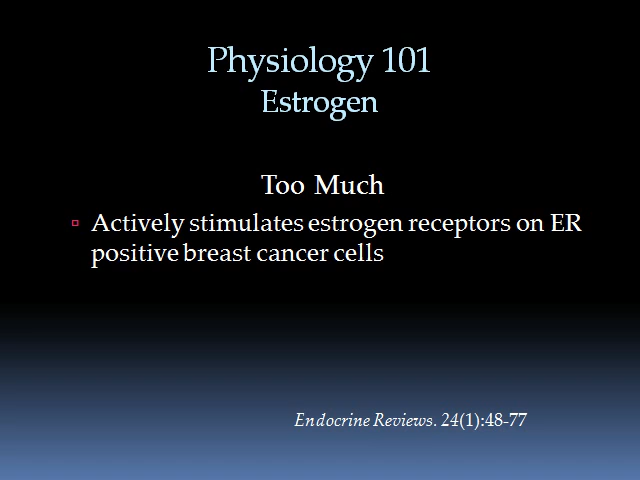 Physiology 101
Estrogen
Too Much
Actively stimulates estrogen receptors on ER
positive breast cancer cells
Endocrine Reviews. 24(1):48-77